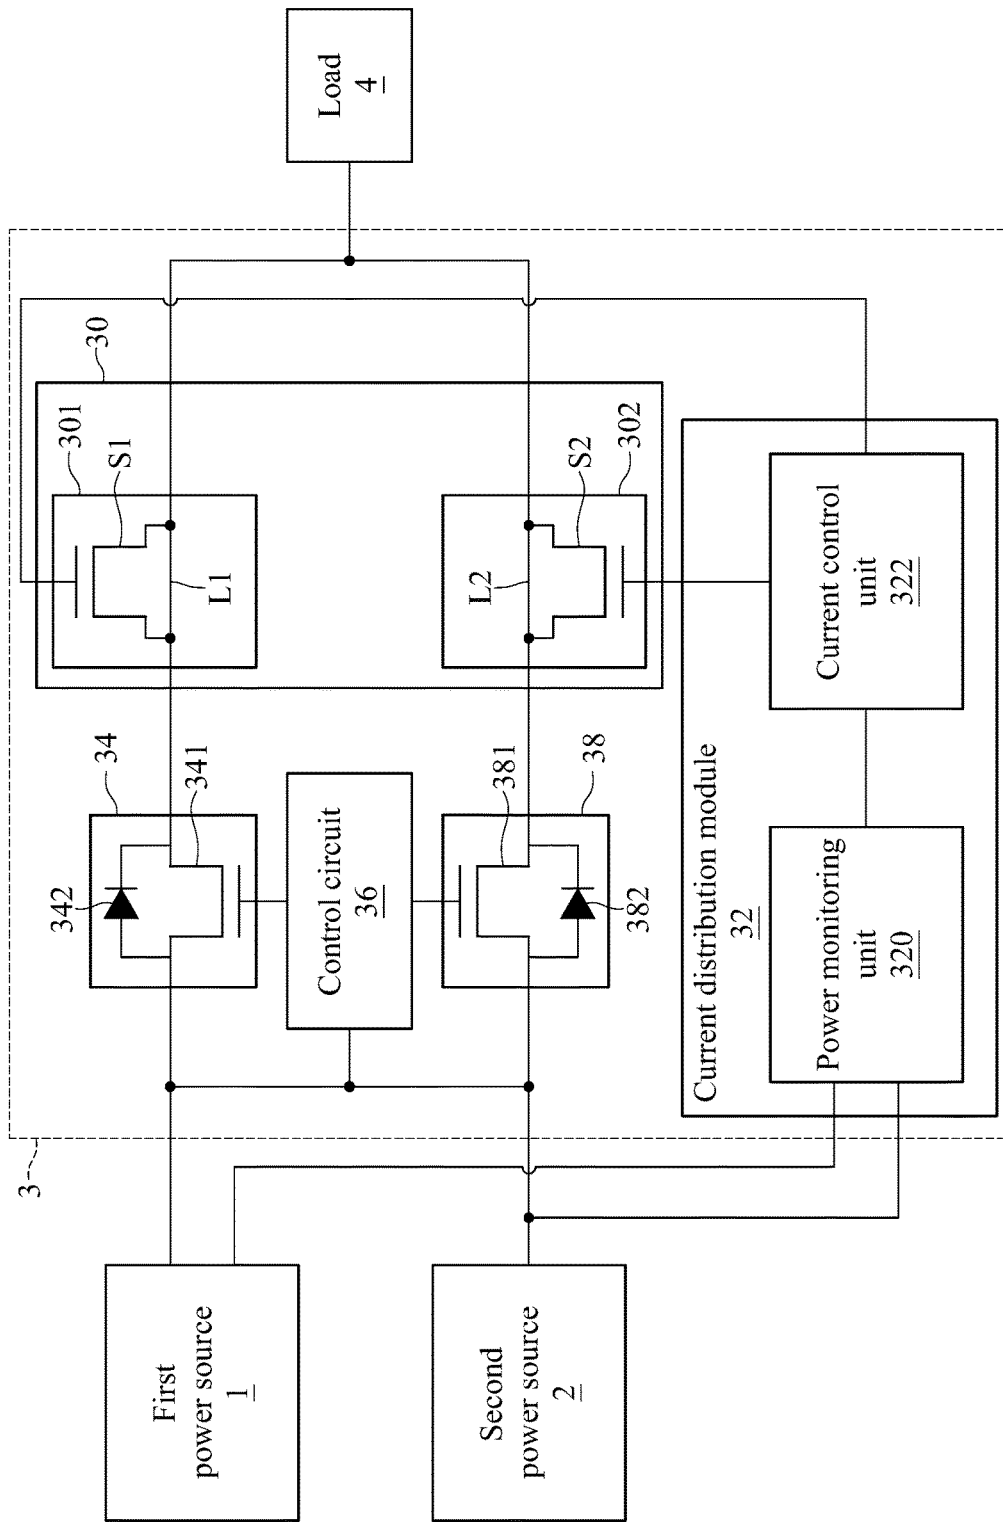 3
First
power source
1
Second
power source
2
34
342
341
Control circuit
36
38
381
382
30
301
S1
L1
302
S2
L2
Current distribution module
32
Power monitoring
unit
320
Current control
unit
322
Load
4